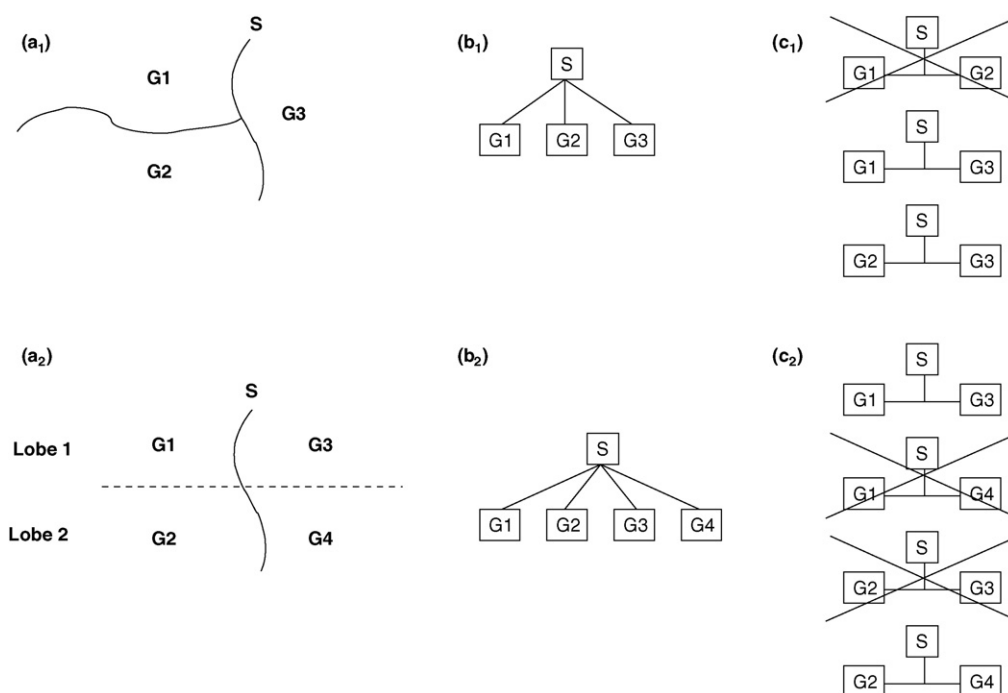 (a₁)
S
G1
G3
G2
(b₁)
S
G1 G2 G3
(c₁)
S
G1 G2
S
G1 G3
S
G2 G3
(a₂)
S
Lobe 1 G1 G3
Lobe 2 G2 G4
(b₂)
S
G1 G2 G3 G4
(c₂)
S
G1 G3
S
G1 G4
S
G2 G3
S
G2 G4